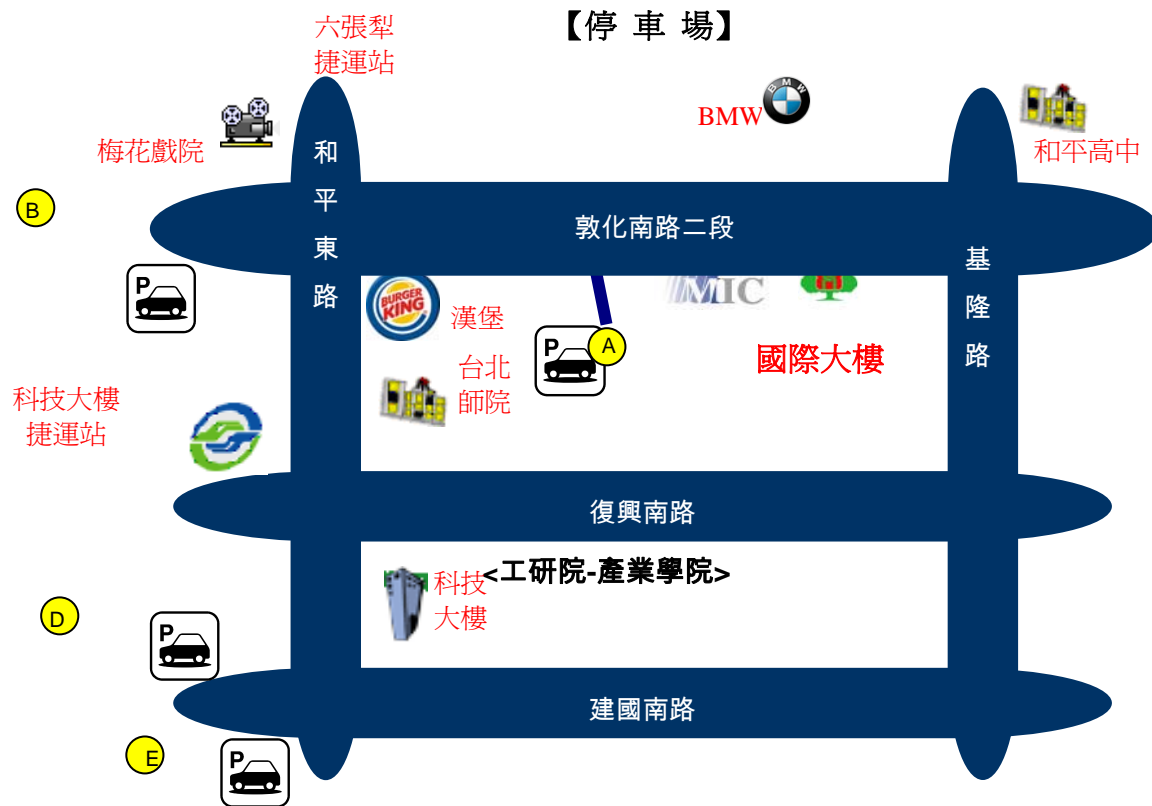 【停 車 場】
六張犁
捷運站
BMW
BMW
梅花戲院
和平高中
和平東路
B
敦化南路二段
基隆路
P
BURGER
KING
漢堡
MIC
P
A
台北
師院
國際大樓
科技大樓
捷運站
復興南路
<工研院-產業學院>
科技
大樓
D
P
建國南路
E
P